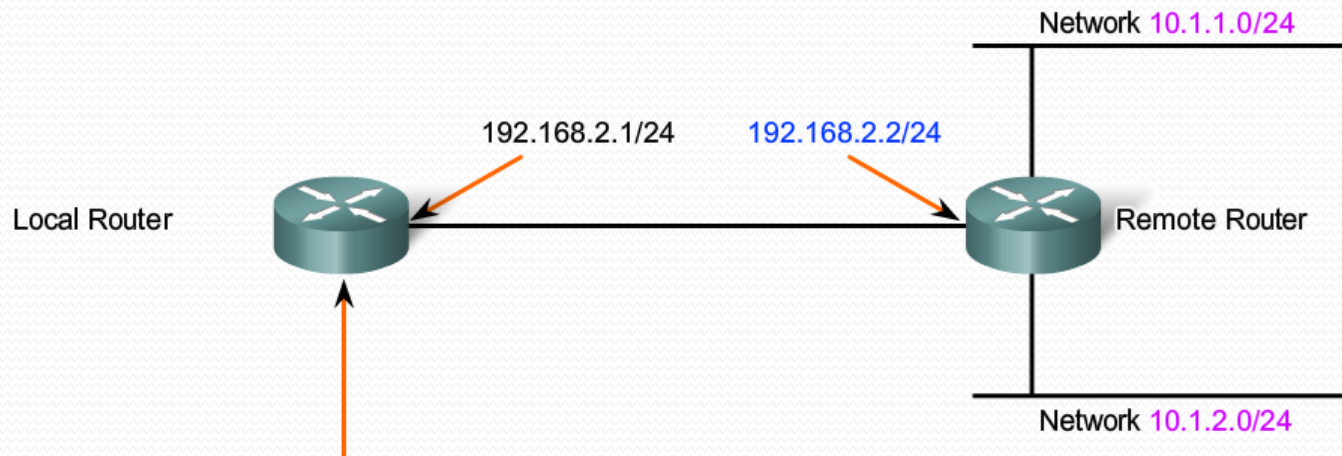 Network 10.1.1.0/24
192.168.2.1/24
192.168.2.2/24
Local Router
Remote Router
Network 10.1.2.0/24